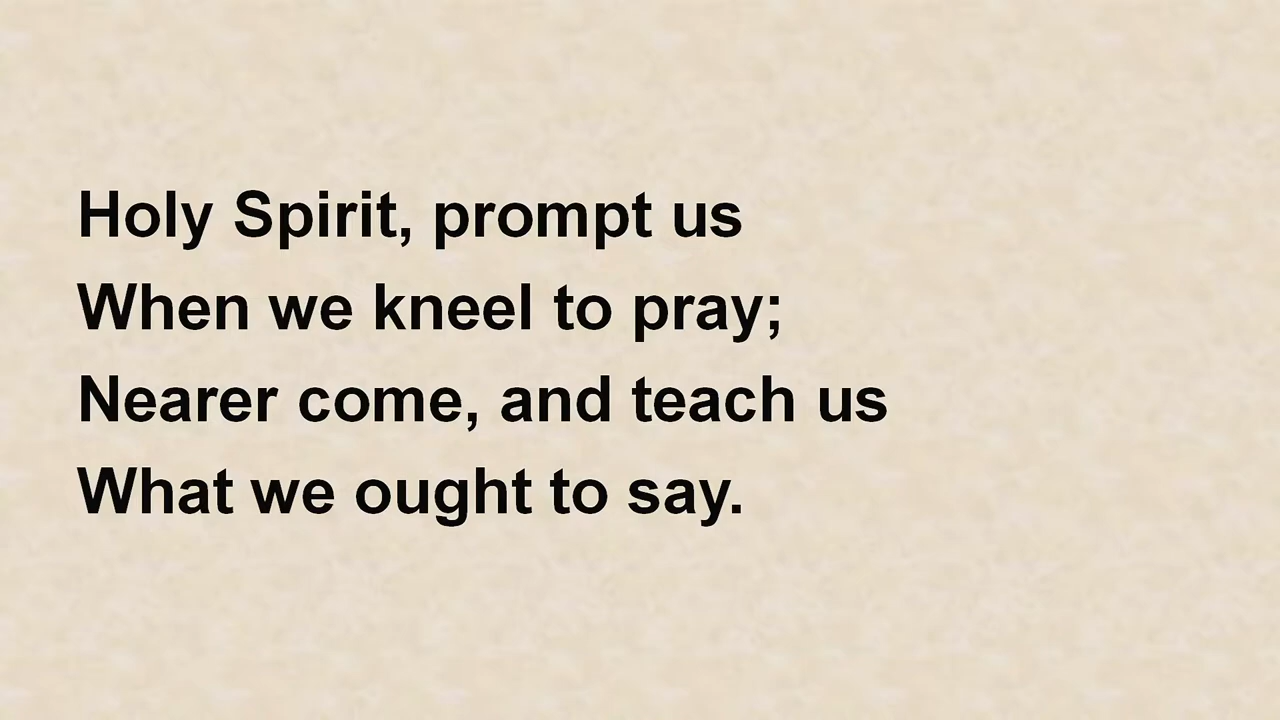 Holy Spirit, prompt us
When we kneel to pray;
Nearer come, and teach us
What we ought to say.